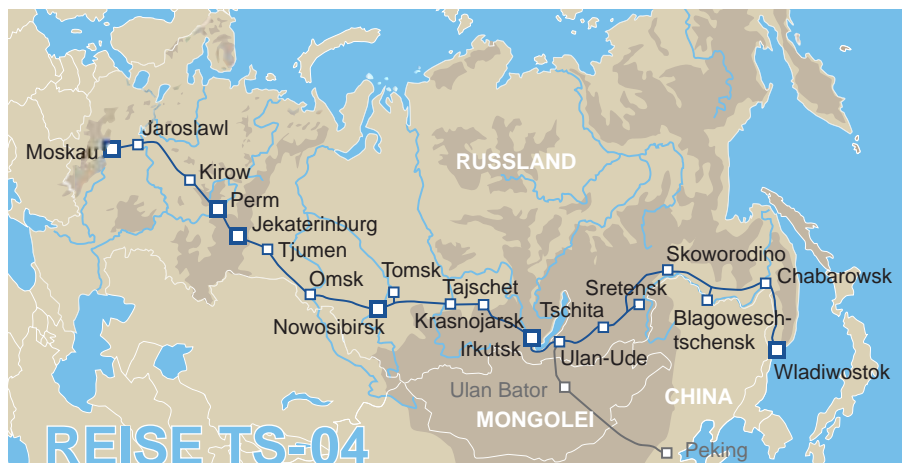 Jaroslawl
Moskau
RUSSLAND
Kirow
Perm
Jekaterinburg
Tjumen
Skoworodino
Tomsk
Omsk
Tajschet
Sretensk
Chabarowsk
Tschita
Nowosibirsk
Krasnojarsk
Blagowesch-
tschensk
Irkutsk
Ulan-Ude
Wladiwostok
Ulan Bator
CHINA
MONGOLEI
REISE TS-04
Peking